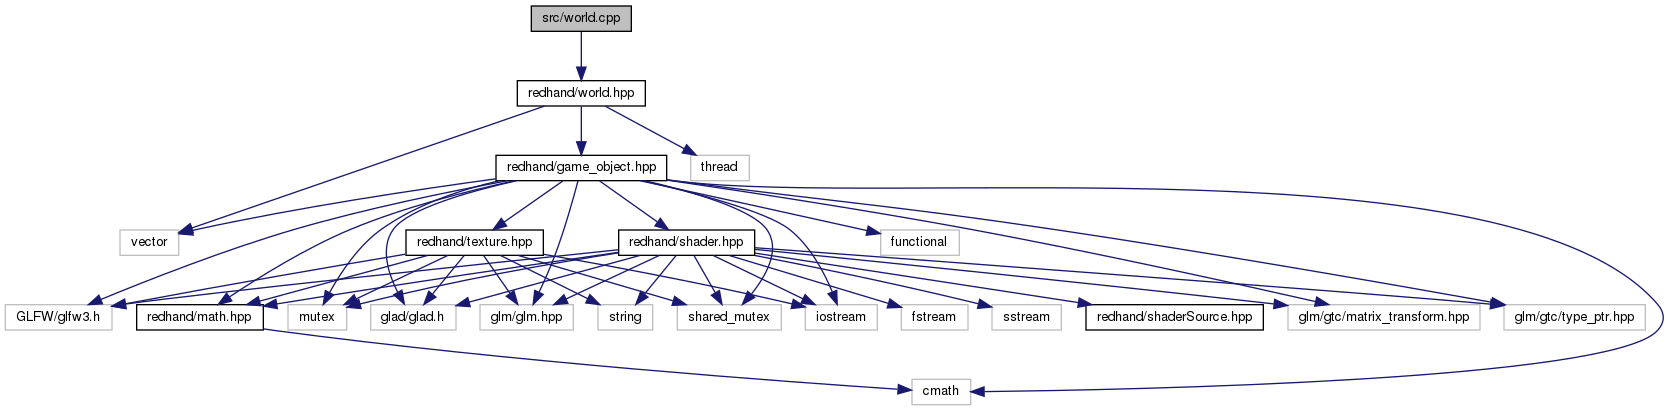 src/world.cpp
redhand/world.hpp
redhand/game_object.hpp
thread
vector
redhand/texture.hpp
redhand/shader.hpp
functional
GLFW/glfw3.h
redhand/math.hpp
mutex
glad/glad.h
glm/glm.hpp
string
shared_mutex
iostream
fstream
sstream
redhand/shaderSource.hpp
glm/gtc/matrix_transform.hpp
glm/gtc/type_ptr.hpp
cmath